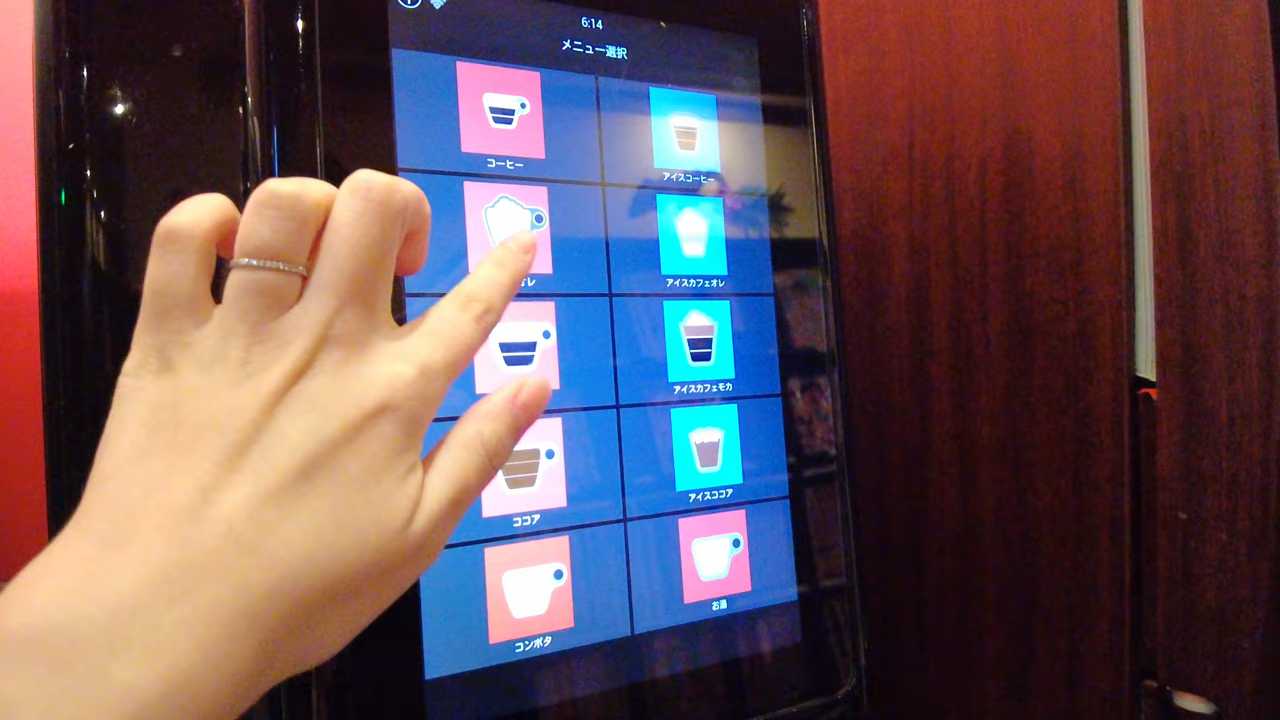 6:14
メニュー選択
コーヒー
アイスコーヒー
オレ
アイスカフェオレ
アイスカフェモカ
ココア
アイスココア
コンポタ
お湯